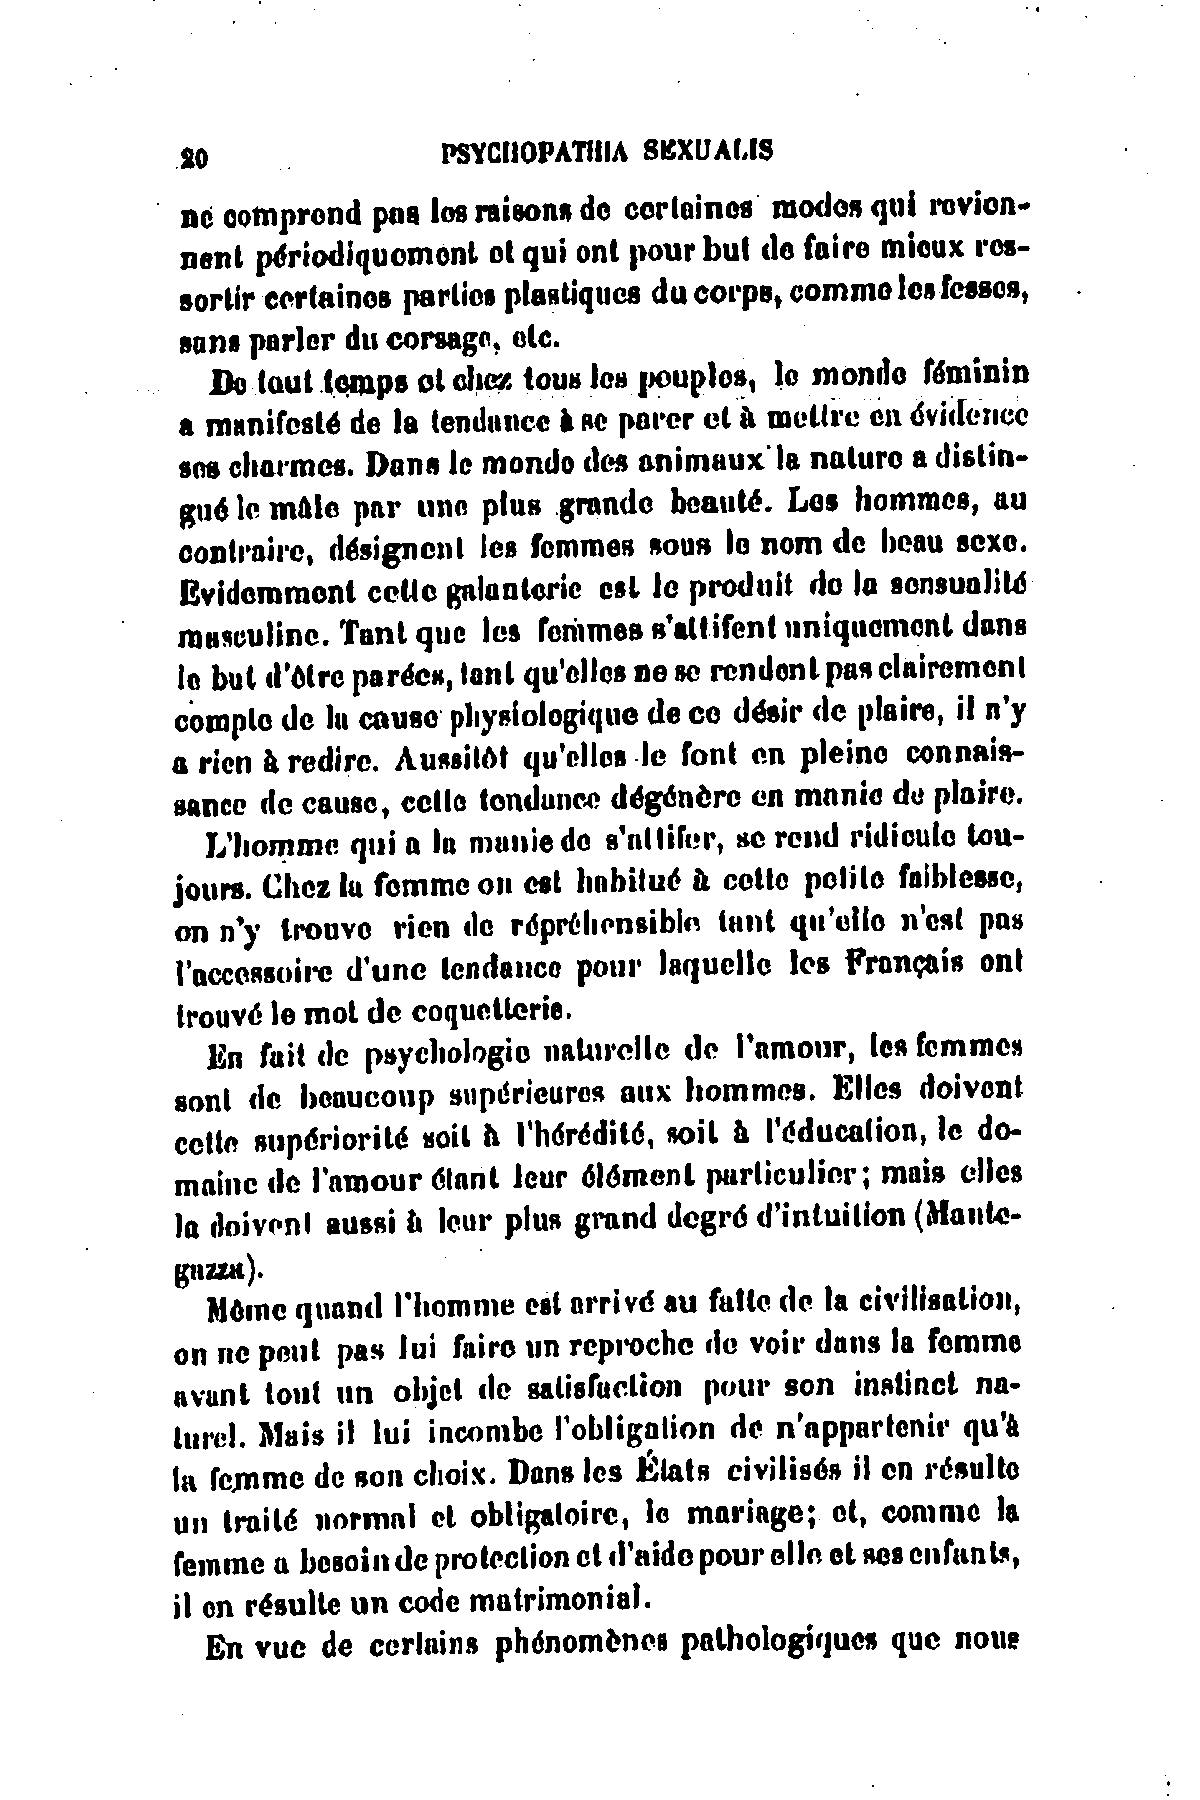 20 PSYCHOPATHIA SEXUALIS
ne comprend pas les raisons de certaines modes qui revien-
nent périodiquement et qui ont pour but de faire mieux res-
sortir certaines parties plastiques du corps, comme les fesses,
sans parler du corsage, etc.
De tout temps et chez tous les peuples, le monde féminin
a manifesté de la tendance à se parer et à mettre en évidence
ses charmes. Dans le monde des animaux la nature a distin-
gué le mâle par une plus grande beauté. Les hommes, au
contraire, désignent les femmes sous le nom de beau sexe.
Evidemment cette galanterie est le produit de la sensualité
masculine. Tant que les femmes s'attifent uniquement dans
le but d'être parées, tant qu'elles ne se rendent pas clairement
compte de la cause physiologique de ce désir de plaire, il n'y
a rien à redire. Aussitôt qu'elles le font en pleine connais-
sance de cause, cette tendance dégénère en manie de plaire.
L'homme qui a la manie de s'attifer, se rend ridicule tou-
jours. Chez la femme on est habitué à cette petite faiblesse,
on n'y trouve rien de répréhensible tant qu'elle n'est pas
l'accessoire d'une tendance pour laquelle les Français ont
trouvé le mot de coquetterie.
En fait de psychologie naturelle de l'amour, les femmes
sont de beaucoup supérieures aux hommes. Elles doivent
cette supériorité soit à l'hérédité, soit à l'éducation, le do-
maine de l'amour étant leur élément particulier; mais elles
la doivent aussi à leur plus grand degré d'intuition (Mante-
gazza).
Même quand l'homme est arrivé au faîte de la civilisation,
on ne peut pas lui faire un reproche de voir dans la femme
avant tout un objet de satisfaction pour son instinct na-
turel. Mais il lui incombe l'obligation de n'appartenir qu'à
la femme de son choix. Dans les États civilisés il en résulte
un traité normal et obligatoire, le mariage; et, comme la
femme a besoin de protection et d'aide pour elle et ses enfants,
il en résulte un code matrimonial.
En vue de certains phénomènes pathologiques que nous